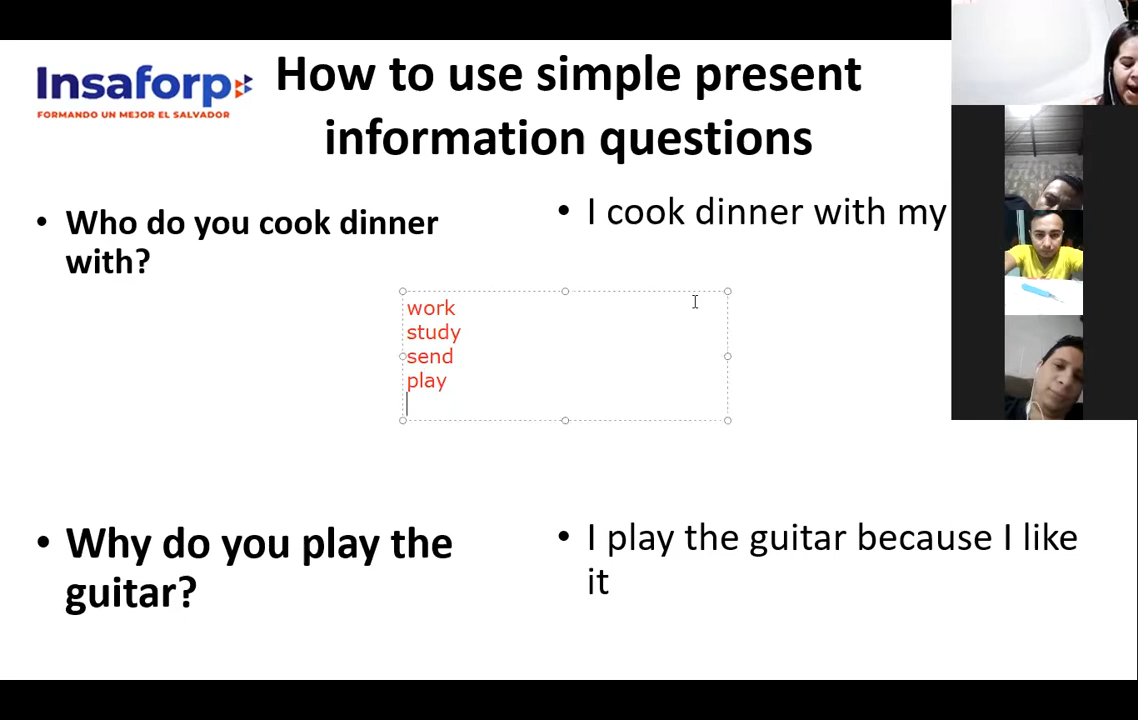 Insaforp
FORMANDO UN MEJOR EL SALVADOR
How to use simple present
information questions
• Who do you cook dinner
with?
• I cook dinner with my
work
study
send
play
• Why do you play the
guitar?
• I play the guitar because I like
it